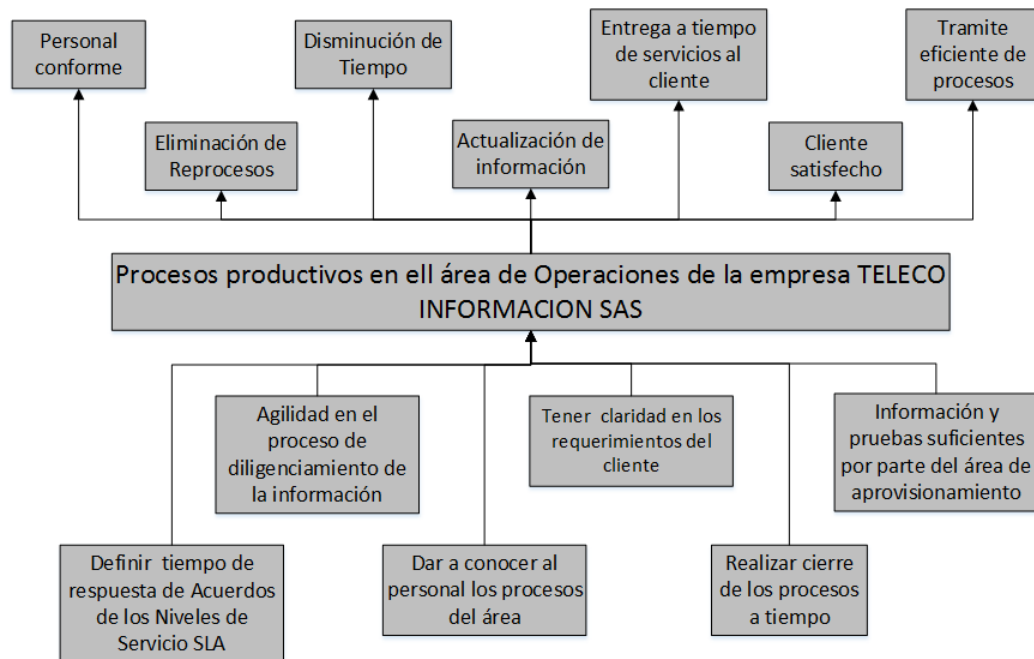 Personal
conforme
Disminución de
Tiempo
Entrega a tiempo
de servicios al
cliente
Tramite
eficiente de
procesos
Eliminación de
Reprocesos
Actualización de
información
Cliente
satisfecho
Procesos productivos en ell área de Operaciones de la empresa TELECO
INFORMACION SAS
Agilidad en el
proceso de
diligenciamiento de
la información
Tener claridad en los
requerimientos del
cliente
Información y
pruebas suficientes
por parte del área de
aprovisionamiento
Definir tiempo de
respuesta de Acuerdos
de los Niveles de
Servicio SLA
Dar a conocer al
personal los procesos
del área
Realizar cierre
de los procesos
a tiempo